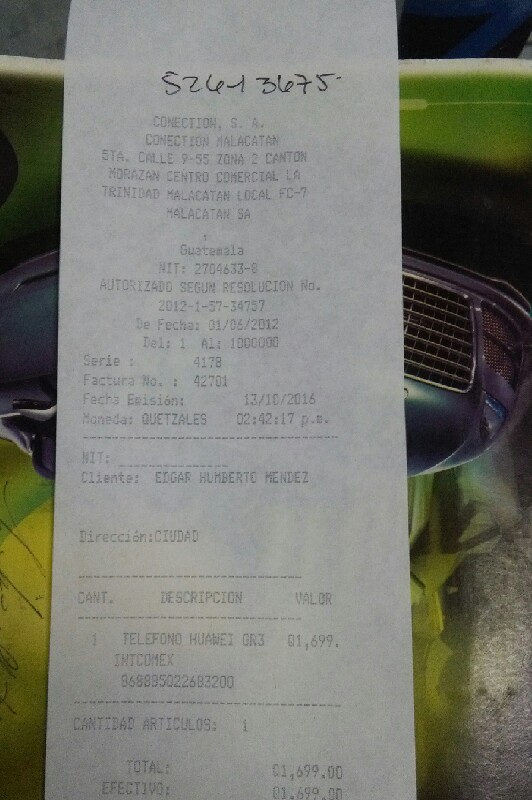 52613675
CONECTION, S. A.
CONECTION MALACATAN
5TA. CALLE 9-55 ZONA 2 CANTON
MORAZAN CENTRO COMERCIAL LA
TRINIDAD MALACATAN LOCAL FC-7
MALACATAN SA
,
Guatemala
NIT: 2704633-8
AUTORIZADO SEGUN RESOLUCION No.
2012-1-57-34757
De Fecha: 01/06/2012
Del: 1 AL: 1000000
Serie : 4178
Factura No. : 42701
Fecha Emisión: 13/10/2016
Moneda: QUETZALES 02:42:17 p.m.
NIT: ____________
Cliente: EDGAR HUMBERTO MENDEZ
Dirección:CIUDAD
CANT. DESCRIPCION VALOR
1 TELEFONO HUAWEI GR3 Q1,699.
INTCOMEX
868885022683200
CANTIDAD ARTICULOS: 1
TOTAL: Q1,699.00
EFECTIVO: Q1,699.00